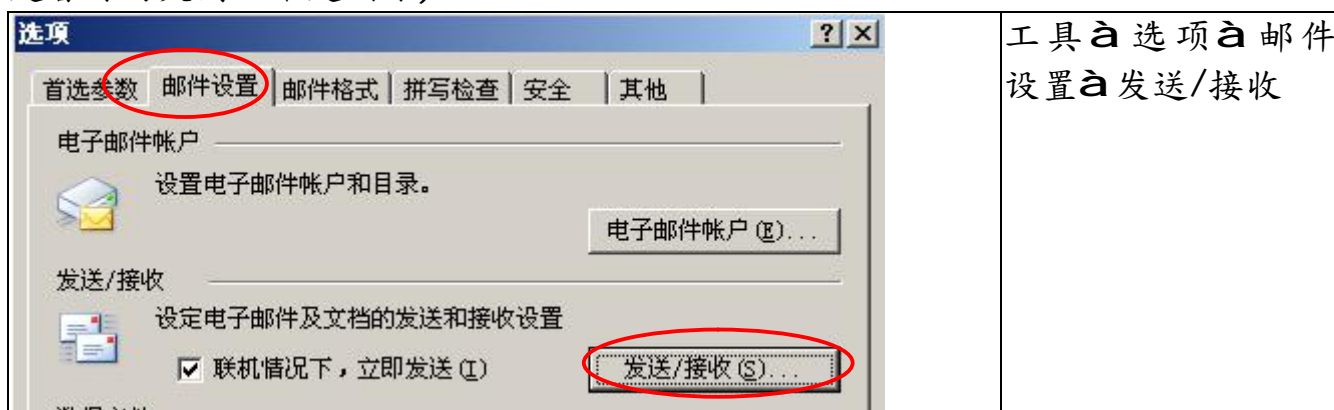 选项
首选参数 邮件设置 邮件格式 拼写检查 安全 其他
电子邮件帐户
设置电子邮件帐户和目录。
电子邮件帐户(E)...
发送/接收
设定电子邮件及文档的发送和接收设置
联机情况下，立即发送(I)
发送/接收(S)...
工具à选项à邮件
设置à发送/接收